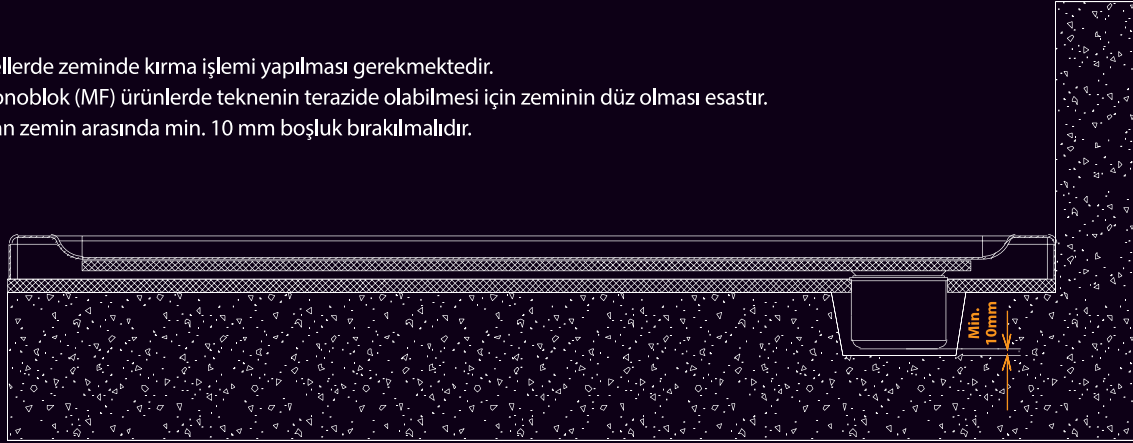 ellerde zeminde kırma işlemi yapılması gerekmektedir.
onoblok (MF) ürünlerde teknenin terazide olabilmesi için zeminin düz olması esastır.
an zemin arasında min. 10 mm boşluk bırakılmalıdır.
Min.
10mm